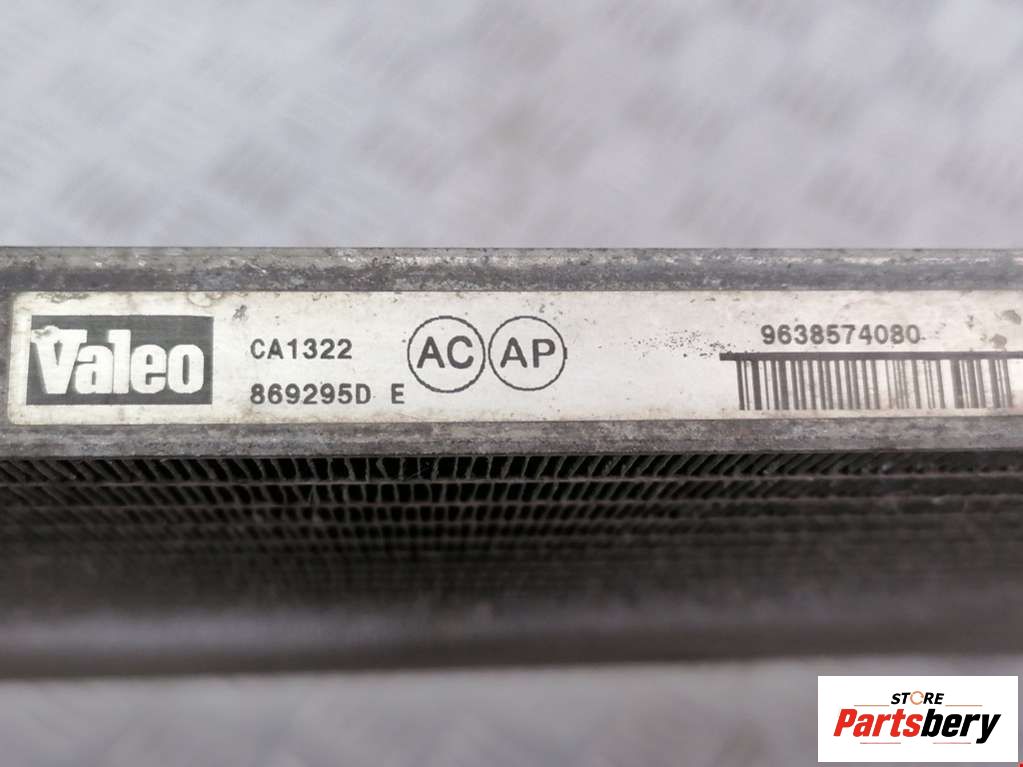 Valeo
CA1322
869295D E
AC AP
9638574080
STORE
Partsbery